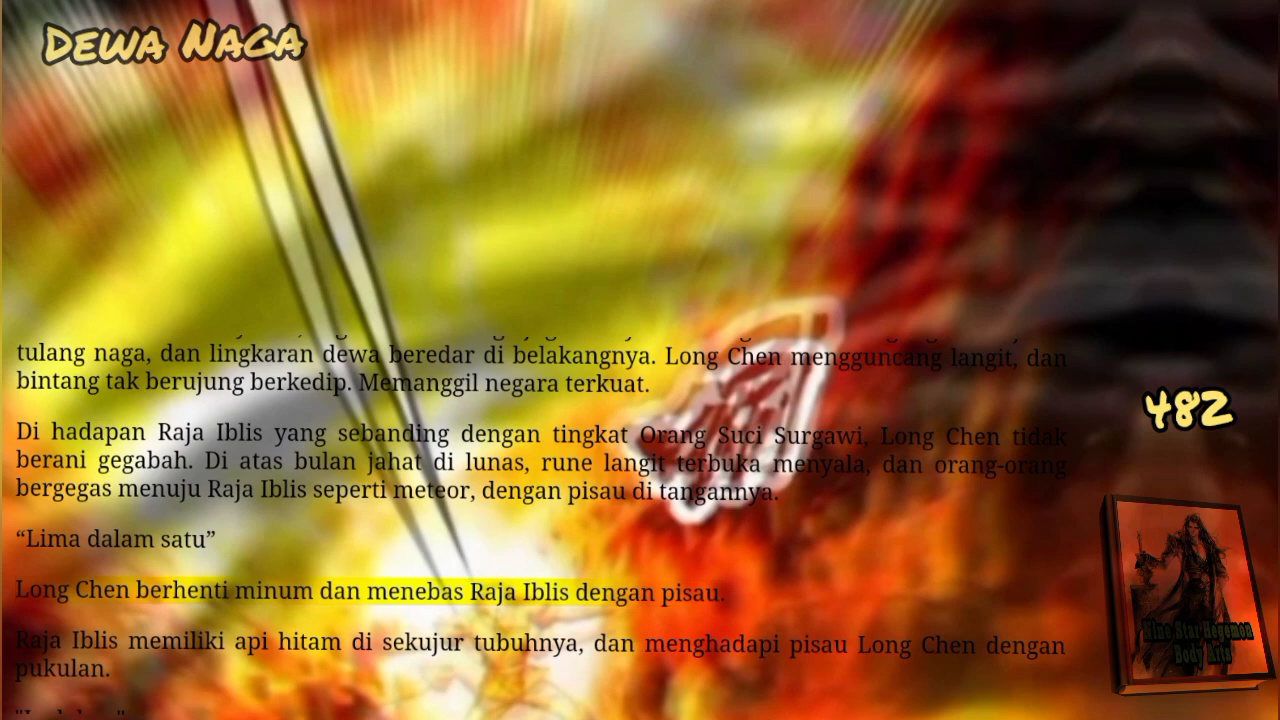 Dewa Naga
tulang naga, dan lingkaran dewa beredar di belakangnya. Long Chen mengguncang langit, dan
bintang tak berujung berkedip. Memanggil negara terkuat.
Di hadapan Raja Iblis yang sebanding dengan tingkat Orang Suci Surgawi, Long Chen tidak
berani gegabah. Di atas bulan jahat di lunas, rune langit terbuka menyala, dan orang-orang
bergegas menuju Raja Iblis seperti meteor, dengan pisau di tangannya.
“Lima dalam satu”
Long Chen berhenti minum dan menebas Raja Iblis dengan pisau.
Raja Iblis memiliki api hitam di sekujur tubuhnya, dan menghadapi pisau Long Chen dengan
pukulan.
482
Nine Star Hegemon
Body Arts